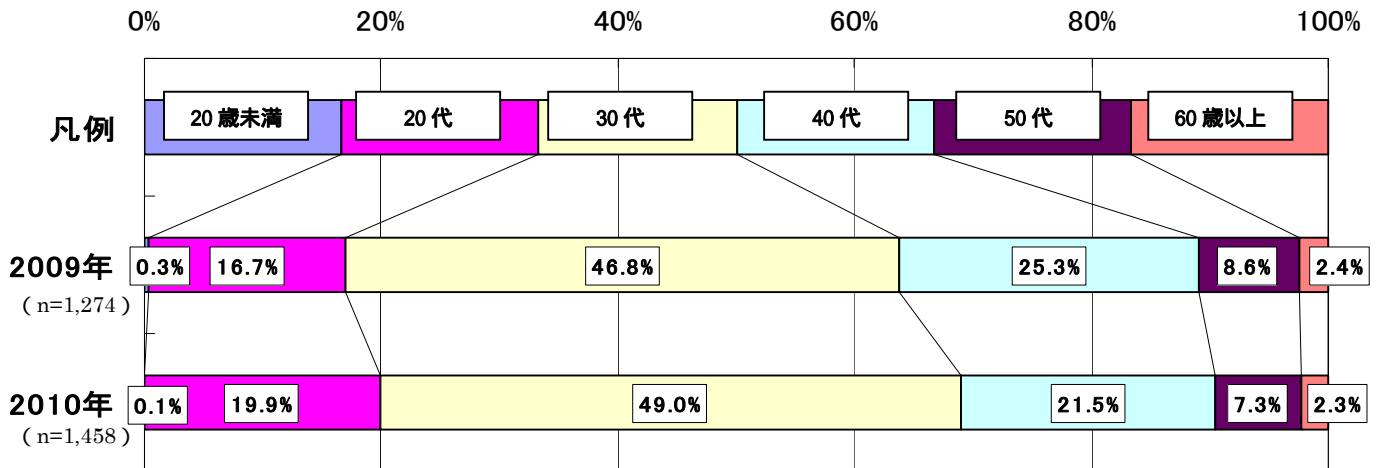 0% 20% 40% 60% 80% 100%
凡例 20歳未満 20代 30代 40代 50代 60歳以上
2009年 0.3% 16.7% 46.8% 25.3% 8.6% 2.4%
(n=1,274)
2010年 0.1% 19.9% 49.0% 21.5% 7.3% 2.3%
(n=1,458)